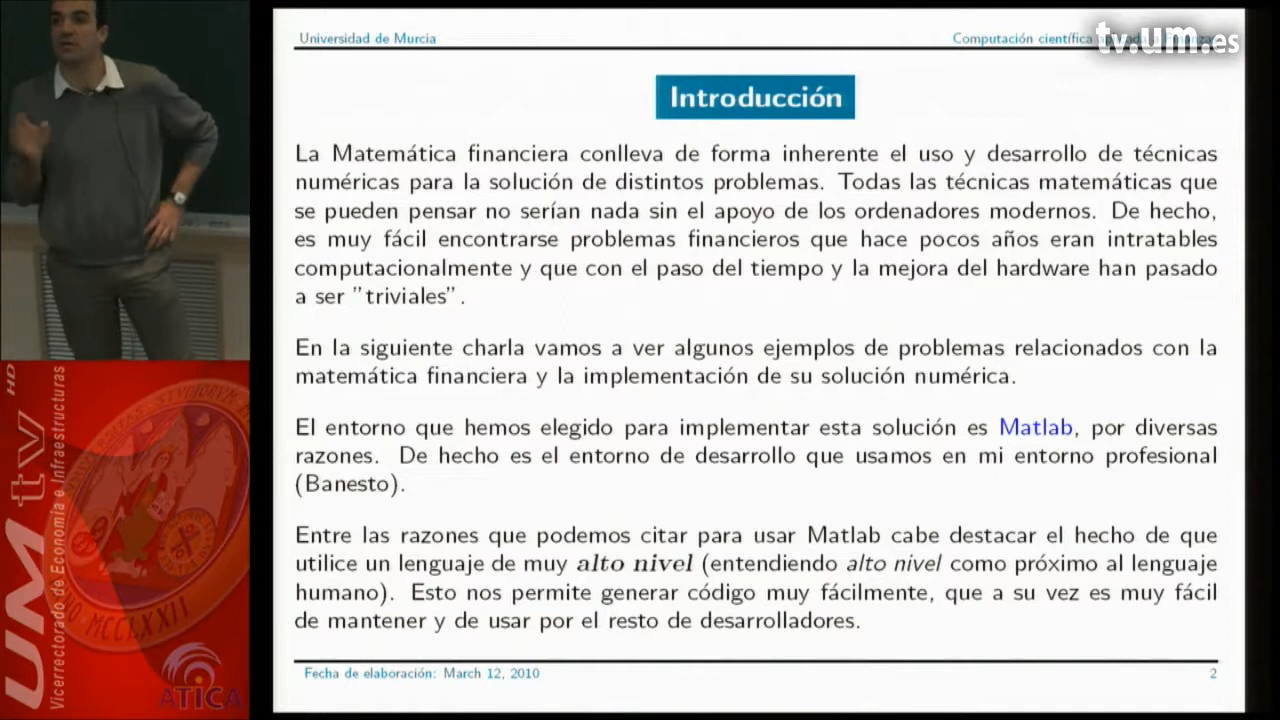 Universidad de Murcia
Computación científica
tv.um.es
Introducción
La Matemática financiera conlleva de forma inherente el uso y desarrollo de técnicas
numéricas para la solución de distintos problemas. Todas las técnicas matemáticas que
se pueden pensar no serían nada sin el apoyo de los ordenadores modernos. De hecho,
es muy fácil encontrarse problemas financieros que hace pocos años eran intratables
computacionalmente y que con el paso del tiempo y la mejora del hardware han pasado
a ser "triviales".
En la siguiente charla vamos a ver algunos ejemplos de problemas relacionados con la
matemática financiera y la implementación de su solución numérica.
El entorno que hemos elegido para implementar esta solución es Matlab, por diversas
razones. De hecho es el entorno de desarrollo que usamos en mi entorno profesional
(Banesto).
Entre las razones que podemos citar para usar Matlab cabe destacar el hecho de que
utilice un lenguaje de muy alto nivel (entendiendo alto nivel como próximo al lenguaje
humano). Esto nos permite generar código muy fácilmente, que a su vez es muy fácil
de mantener y de usar por el resto de desarrolladores.
Fecha de elaboración: March 12, 2010
2
UMtv HD
Vicerrectorado de Economía e Infraestructuras
MCCLXXII
ATICA